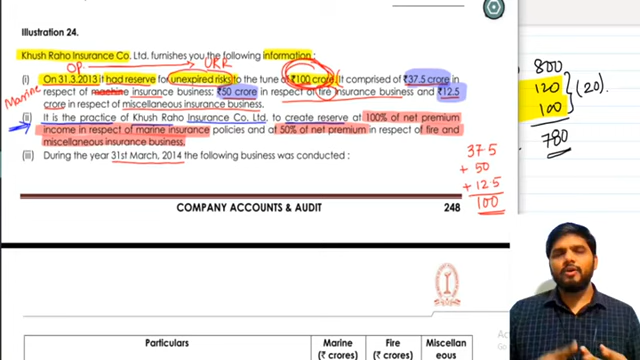 Illustration 24.
Khush Raho Insurance Co. Ltd. furnishes you the following information :
OP. URR
(i) On 31.3.2013 it had reserve for unexpired risks to the tune at ₹100 crore. It comprised of ₹37.5 crore in
Marine
respect of machin insurance business: ₹50 crore in respect of fire insurance business and ₹12.5
crore in respect of miscellaneous insurance business.
(ii) It is the practice of Khush Raho Insurance Co. Ltd, to create reserve at 100% of net premium
income in respect of marine insurance policies and at 50% of net premium in respect of fire and
miscellaneous insurance business.
(iii) During the year 31st March, 2014 the following business was conducted :
37.5
+ 50
+ 12.5
100
800
120
100
(20)
780
COMPANY ACCOUNTS & AUDIT
248
Particulars
Marine
(₹ crores)
Fire
(₹ crores)
Miscellan
eous